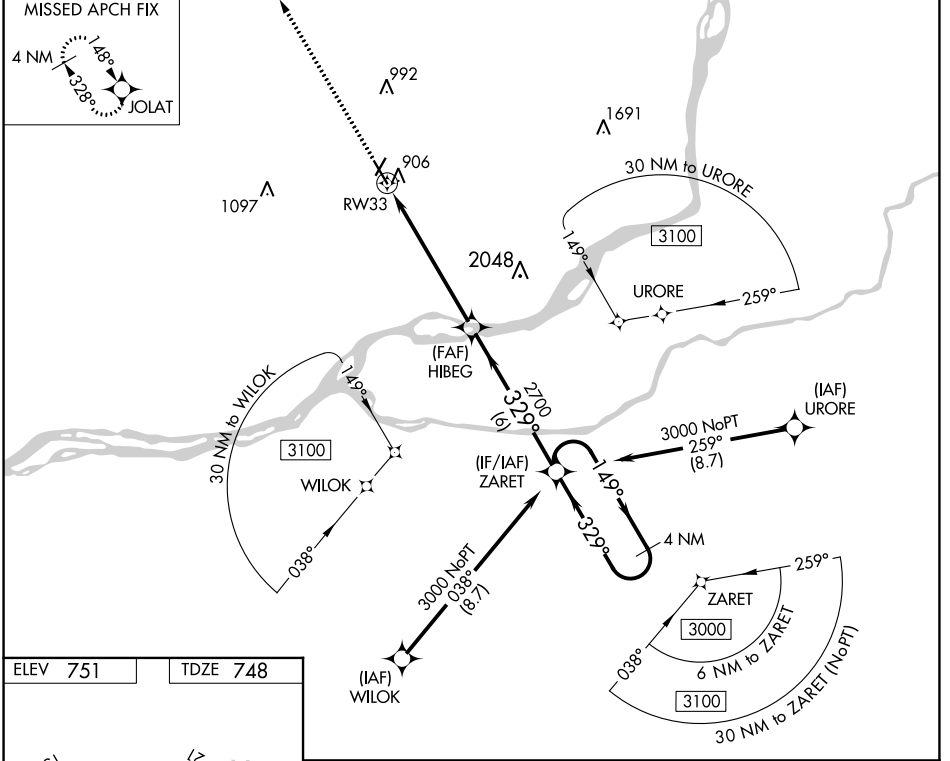 MISSED APCH FIX
4 NM
148°
328°
JOLAT
992
906
RW33
1097
1691
2048
30 NM to URORE
3100
149°
URORE
259°
(FAF)
HIBEG
2700
329°
(6)
30 NM to WILOK
149°
3100
WILOK
038°
(IAF)
URORE
3000 NoPT
259°
(8.7)
(IF/IAF)
ZARET
149°
329°
4 NM
3000 NoPT
038°
(8.7)
(IAF)
WILOK
259°
ZARET
3000
038°
6 NM to ZARET
3100
30 NM to ZARET (NoPT)
ELEV 751
TDZE 748